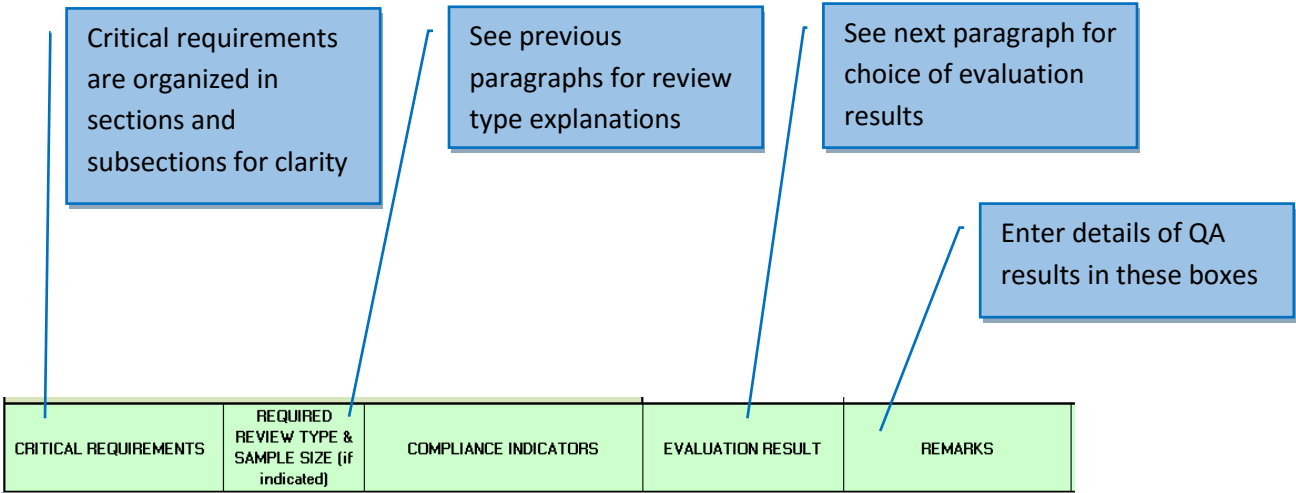 Critical requirements
are organized in
sections and
subsections for clarity
See previous
paragraphs for review
type explanations
See next paragraph for
choice of evaluation
results
Enter details of QA
results in these boxes
CRITICAL REQUIREMENTS
REQUIRED
REVIEW TYPE &
SAMPLE SIZE (if
indicated)
COMPLIANCE INDICATORS
EVALUATION RESULT
REMARKS